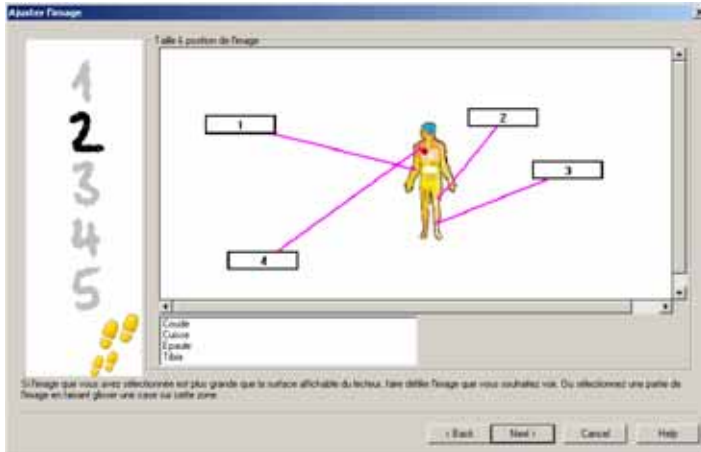 Ajuster l'image
Taille & position de l'image
1
2
3
4
5
1
2
3
4
Coude
Cuisse
Epaule
Tibia
Si l'image que vous avez sélectionnée est plus grande que la surface affichable du lecteur, faire défiler l'image que vous souhaitez voir. Ou sélectionnez une partie de
l'image en faisant glisser une case sur cette zone.
< Back Next > Cancel Help